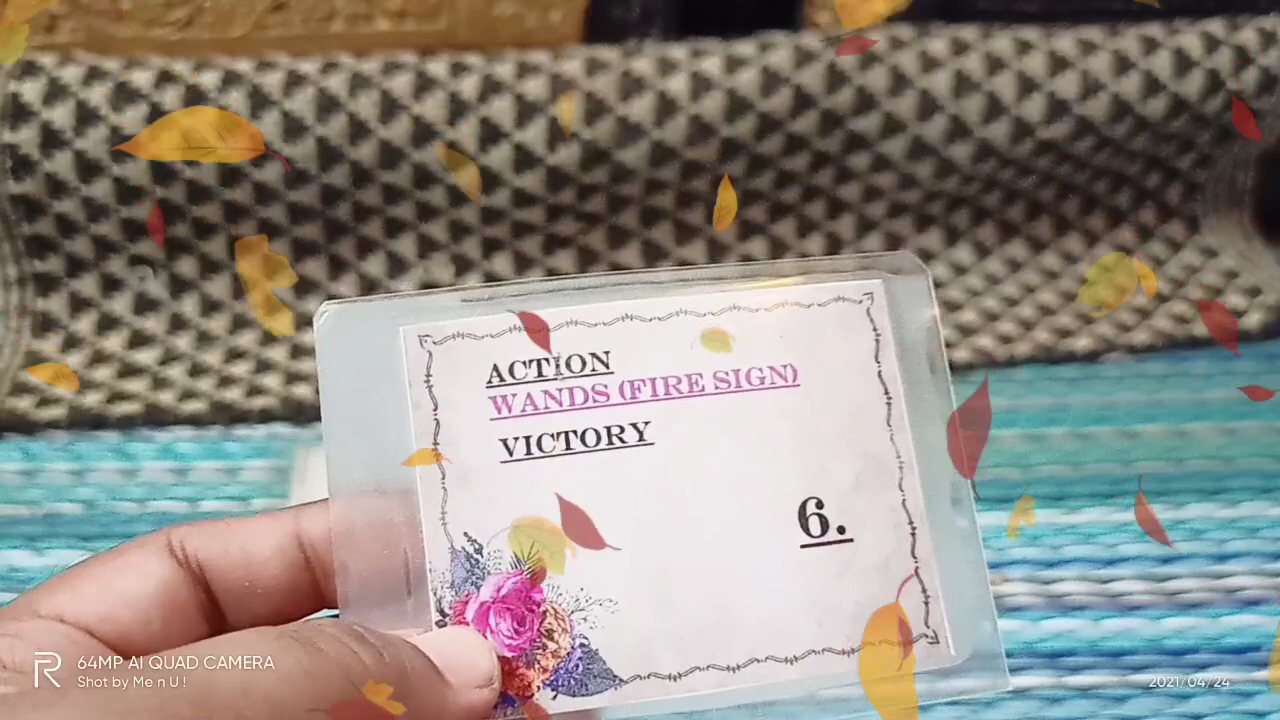 ACTION
WANDS (FIRE SIGN)
VICTORY
6.
64MP AI QUAD CAMERA
Shot by Me n U !
2021/04/24